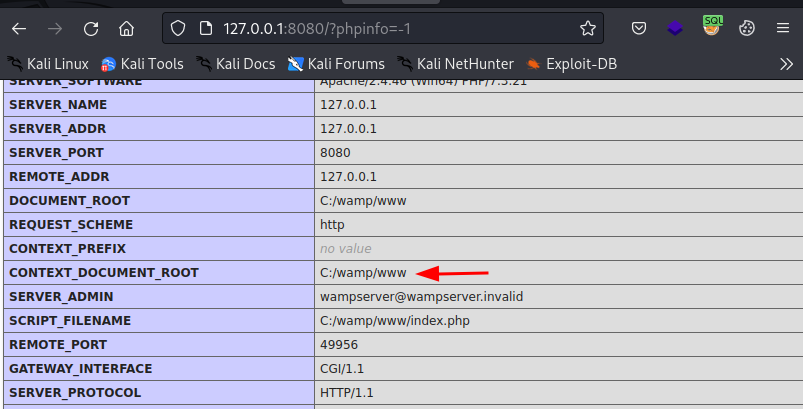 127.0.0.1:8080/?phpinfo=-1
SQL
Kali Linux Kali Tools Kali Docs Kali Forums Kali NetHunter Exploit-DB
SERVER_SOFTWARE Apache/2.4.46 (Win64) PHP/7.3.21
SERVER_NAME 127.0.0.1
SERVER_ADDR 127.0.0.1
SERVER_PORT 8080
REMOTE_ADDR 127.0.0.1
DOCUMENT_ROOT C:/wamp/www
REQUEST_SCHEME http
CONTEXT_PREFIX no value
CONTEXT_DOCUMENT_ROOT C:/wamp/www
SERVER_ADMIN wampserver@wampserver.invalid
SCRIPT_FILENAME C:/wamp/www/index.php
REMOTE_PORT 49956
GATEWAY_INTERFACE CGI/1.1
SERVER_PROTOCOL HTTP/1.1